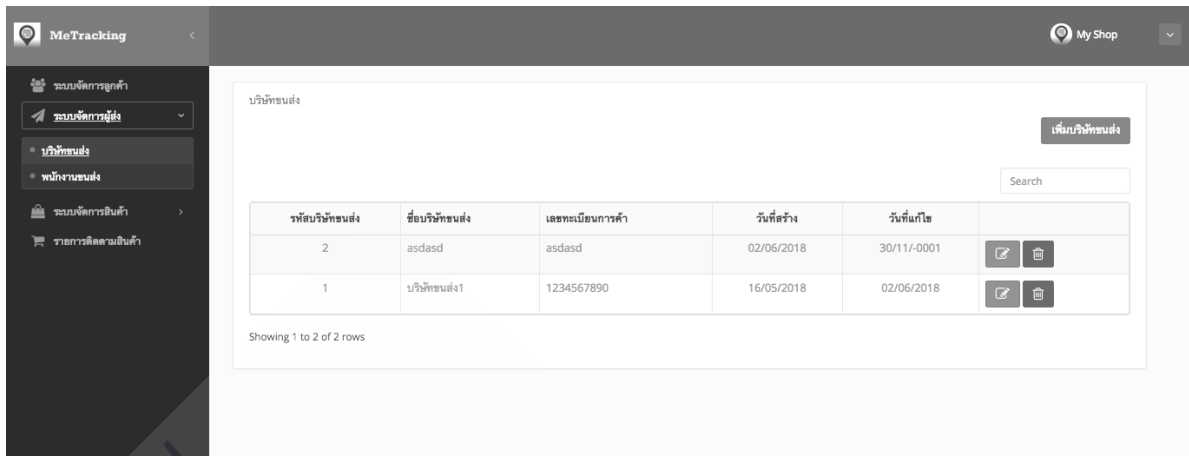 MeTracking
My Shop
ระบบจัดการลูกค้า
ระบบจัดการผู้ส่ง
บริษัทขนส่ง
พนักงานขนส่ง
ระบบจัดการสินค้า
รายการติดตามสินค้า
บริษัทขนส่ง
เพิ่มบริษัทขนส่ง
Search
รหัสบริษัทขนส่ง ชื่อบริษัทขนส่ง เลขทะเบียนการค้า วันที่สร้าง วันที่แก้ไข
2 asdasd asdasd 02/06/2018 30/11/-0001
1 บริษัทขนส่ง1 1234567890 16/05/2018 02/06/2018
Showing 1 to 2 of 2 rows